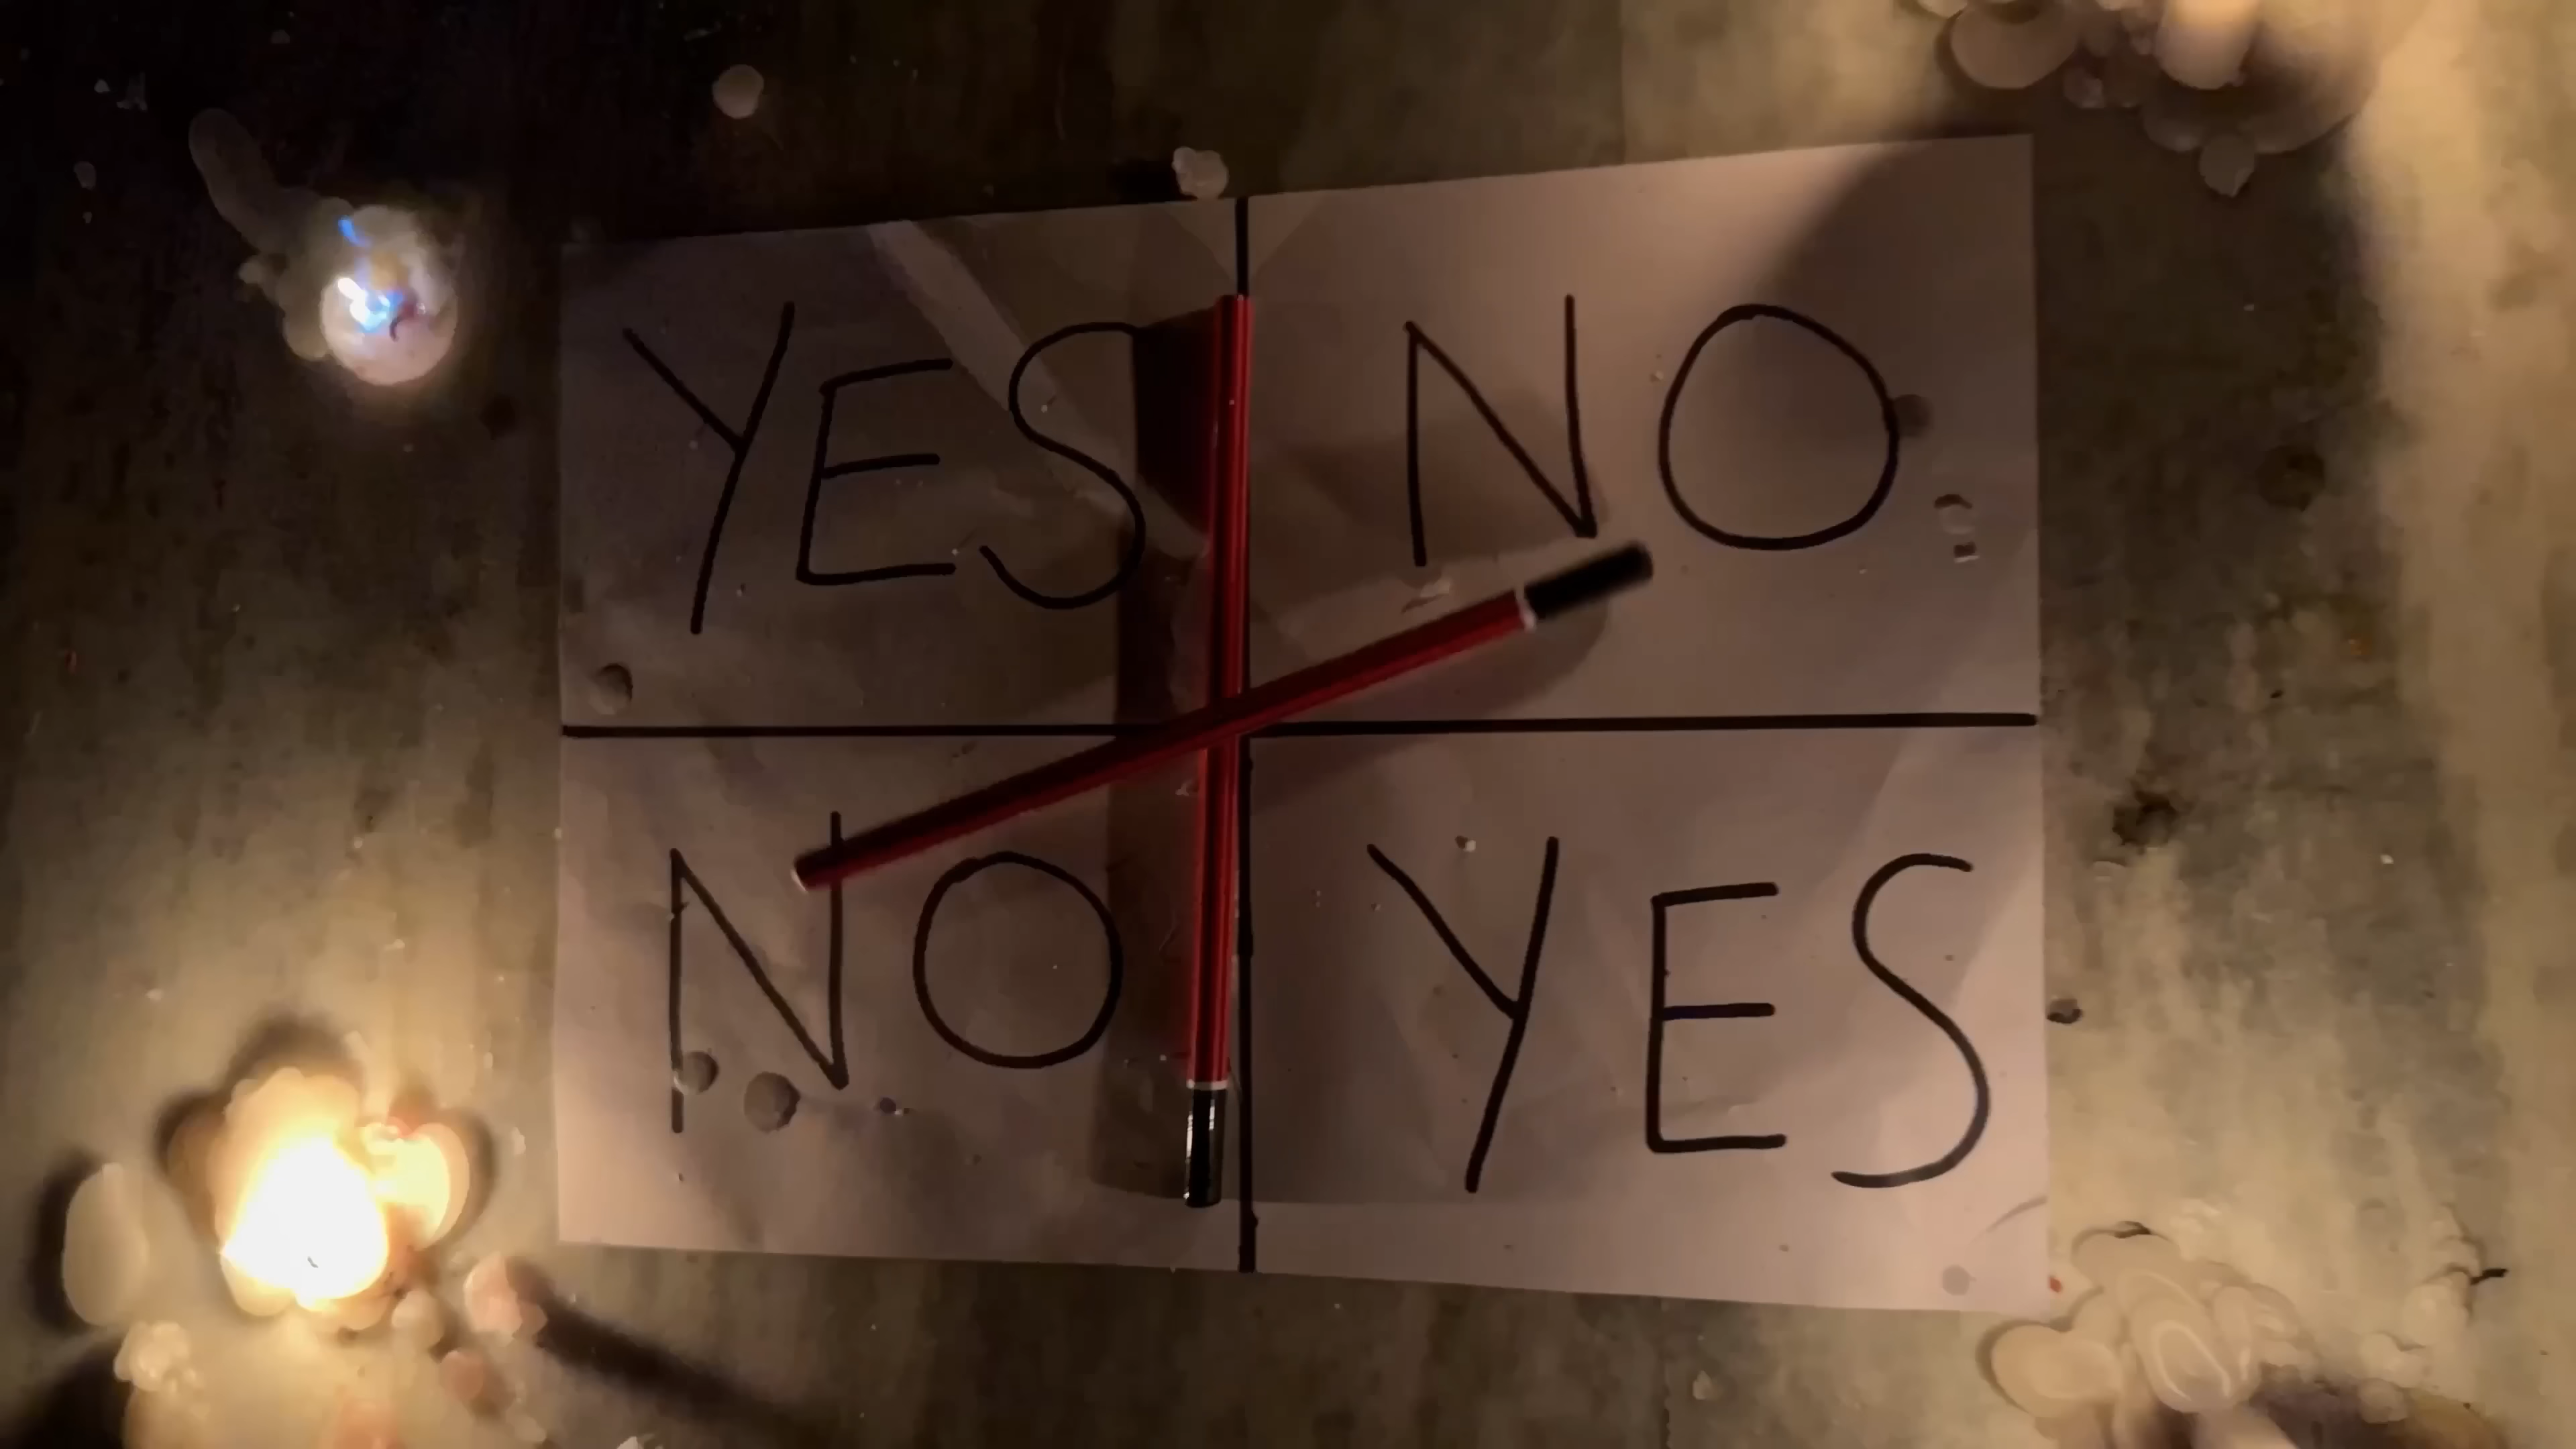 YES NO
NO YES